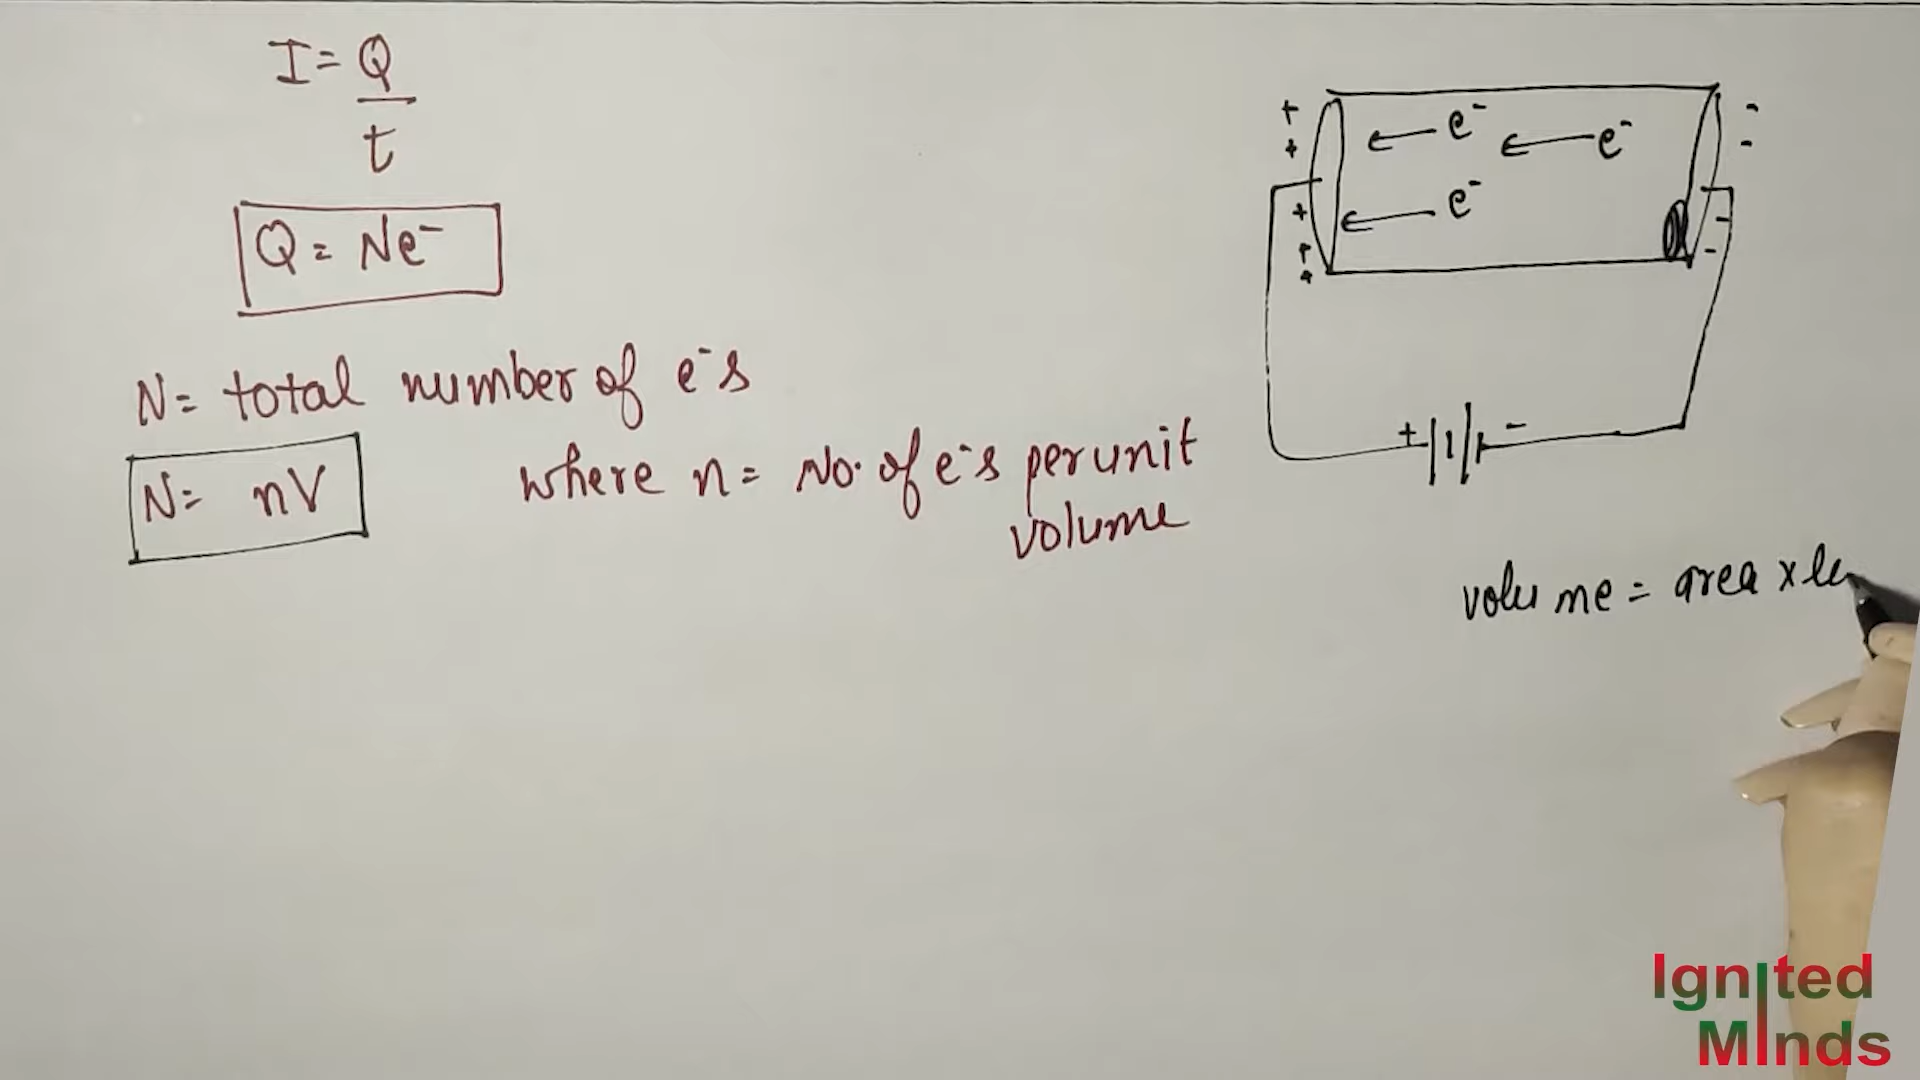 I = Q
t
Q = Ne⁻
N = total number of e⁻s
N = nV
where n = No. of e⁻s per unit
volume
+ e⁻ e⁻ -
+ -
+ e⁻ -
+ -
+
+ -
volume = area x le
Ignited
Minds